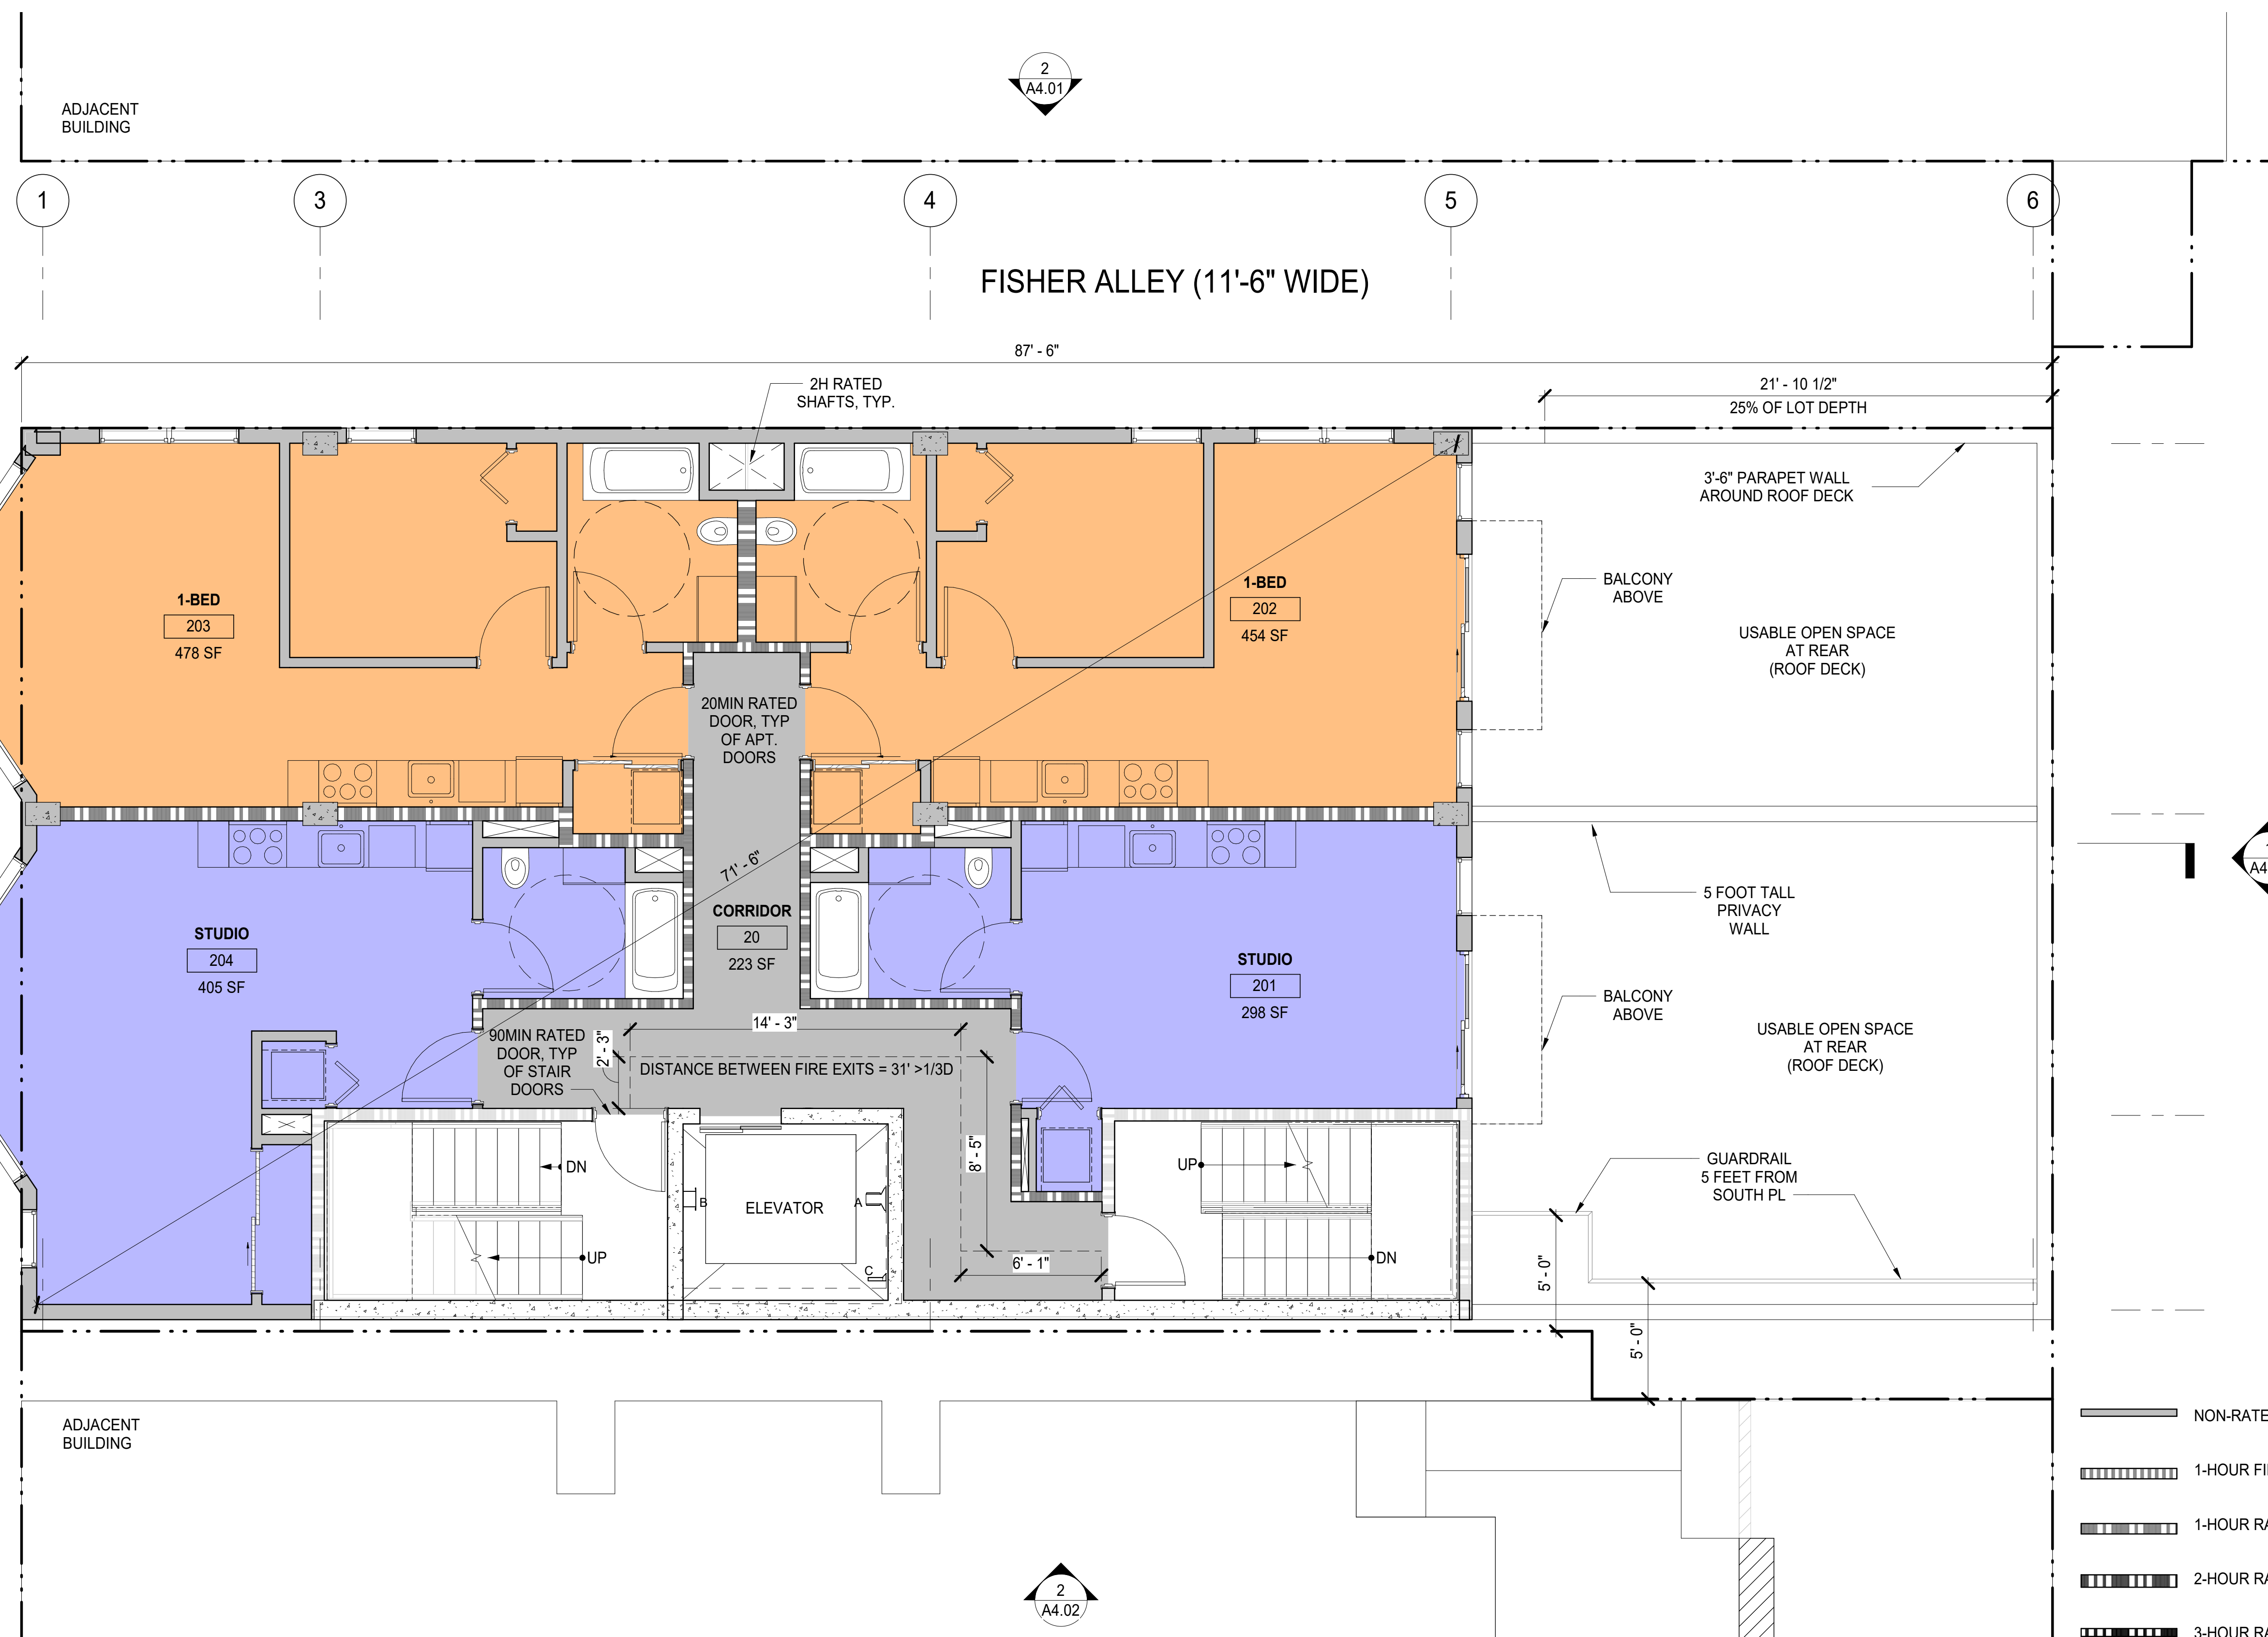 2
A4.01
ADJACENT
BUILDING
1
3
4
5
6
FISHER ALLEY (11'-6" WIDE)
87' - 6"
2H RATED
SHAFTS, TYP.
21' - 10 1/2"
25% OF LOT DEPTH
3'-6" PARAPET WALL
AROUND ROOF DECK
1-BED
203
478 SF
1-BED
202
454 SF
BALCONY
ABOVE
USABLE OPEN SPACE
AT REAR
(ROOF DECK)
20MIN RATED
DOOR, TYP
OF APT.
DOORS
71' - 6"
CORRIDOR
20
223 SF
STUDIO
204
405 SF
STUDIO
201
298 SF
5 FOOT TALL
PRIVACY
WALL
BALCONY
ABOVE
USABLE OPEN SPACE
AT REAR
(ROOF DECK)
90MIN RATED
DOOR, TYP
OF STAIR
DOORS
2' - 3"
14' - 3"
DISTANCE BETWEEN FIRE EXITS = 31' >1/3D
8' - 5"
6' - 1"
DN
UP
B
ELEVATOR
A
C
UP
DN
GUARDRAIL
5 FEET FROM
SOUTH PL
5' - 0"
5' - 0"
ADJACENT
BUILDING
2
A4.02
NON-RATE
1-HOUR FI
1-HOUR RA
2-HOUR RA
3-HOUR RA